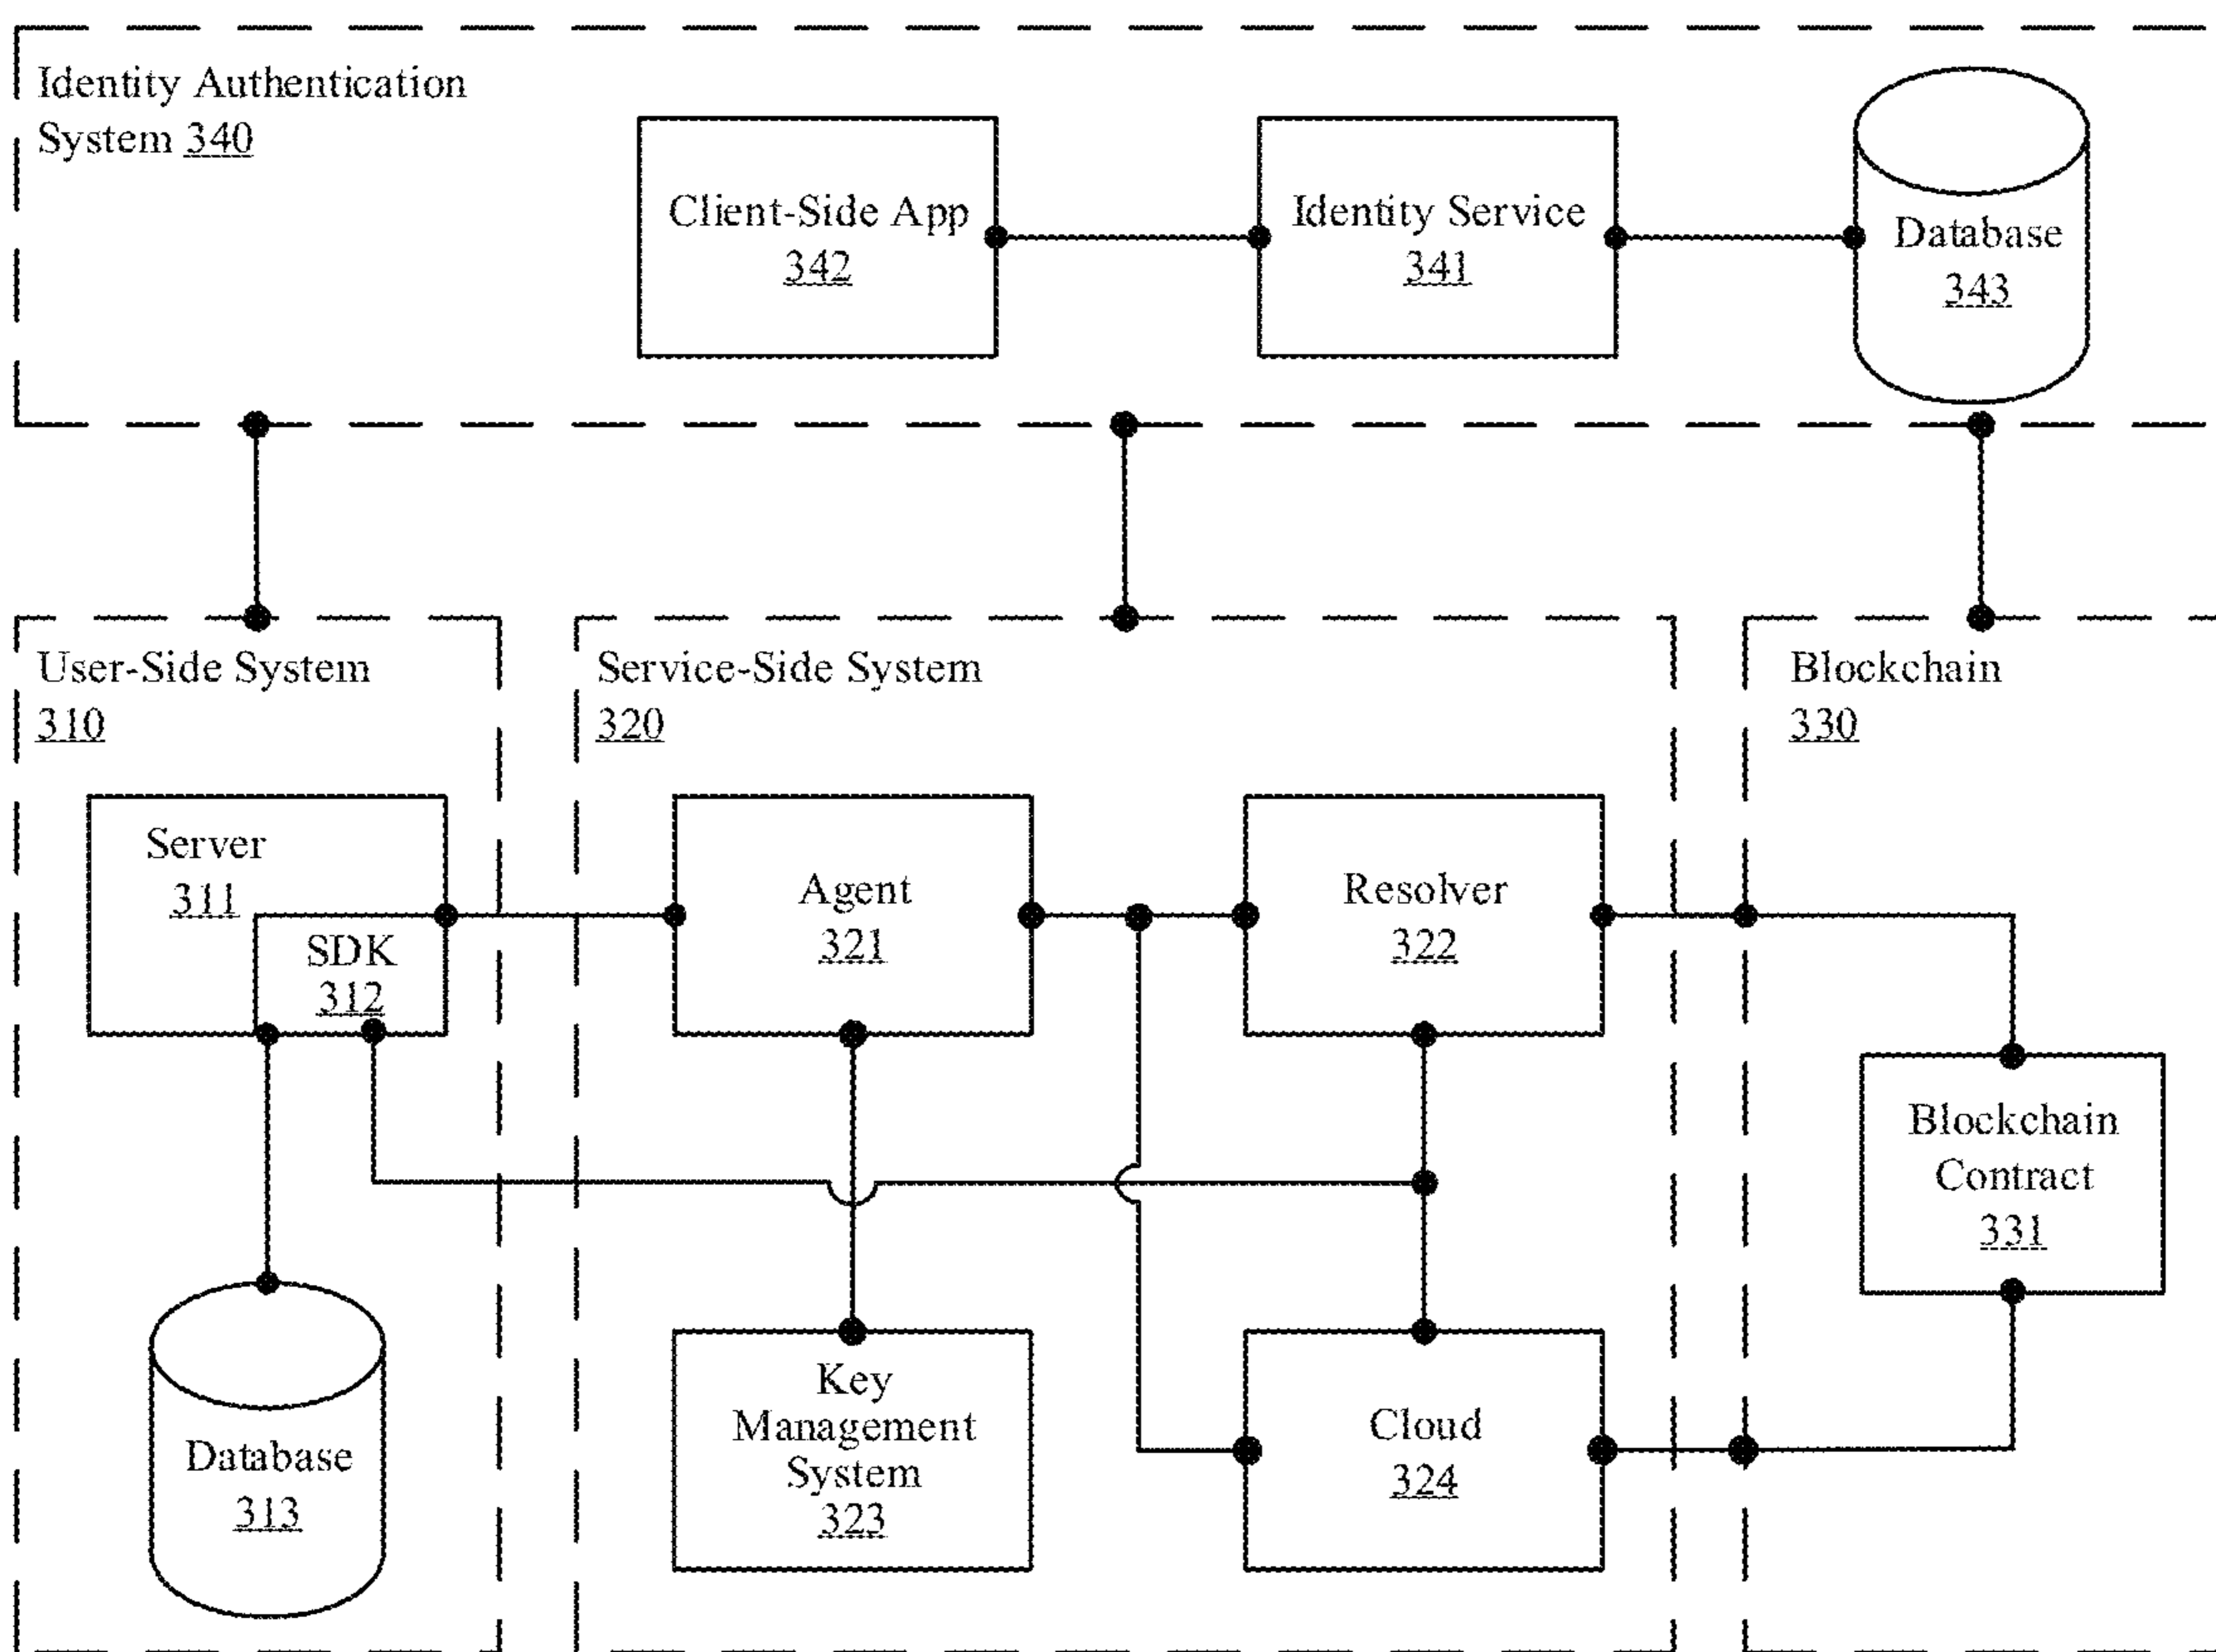 Identity Authentication
System 340
Client-Side App
342
Identity Service
341
Database
343
User-Side System
310
Service-Side System
320
Blockchain
330
Server
311
SDK
312
Agent
321
Resolver
322
Blockchain
Contract
331
Database
313
Key
Management
System
323
Cloud
324